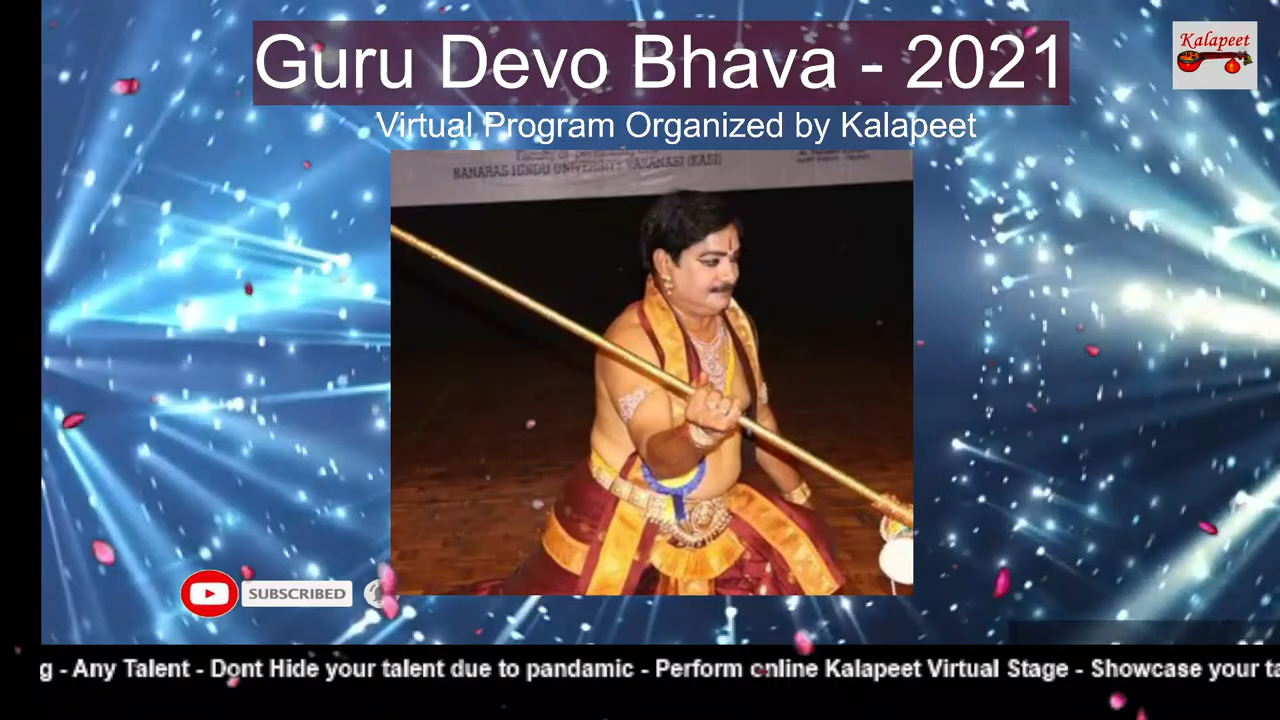 Guru Devo Bhava - 2021
Kalapeet
Virtual Program Organized by Kalapeet
BANARAS HINDU UNIVERSITY VARANASI (KASI)
SUBSCRIBED
g - Any Talent - Dont Hide your talent due to pandamic - Perform online Kalapeet Virtual Stage - Showcase your ta